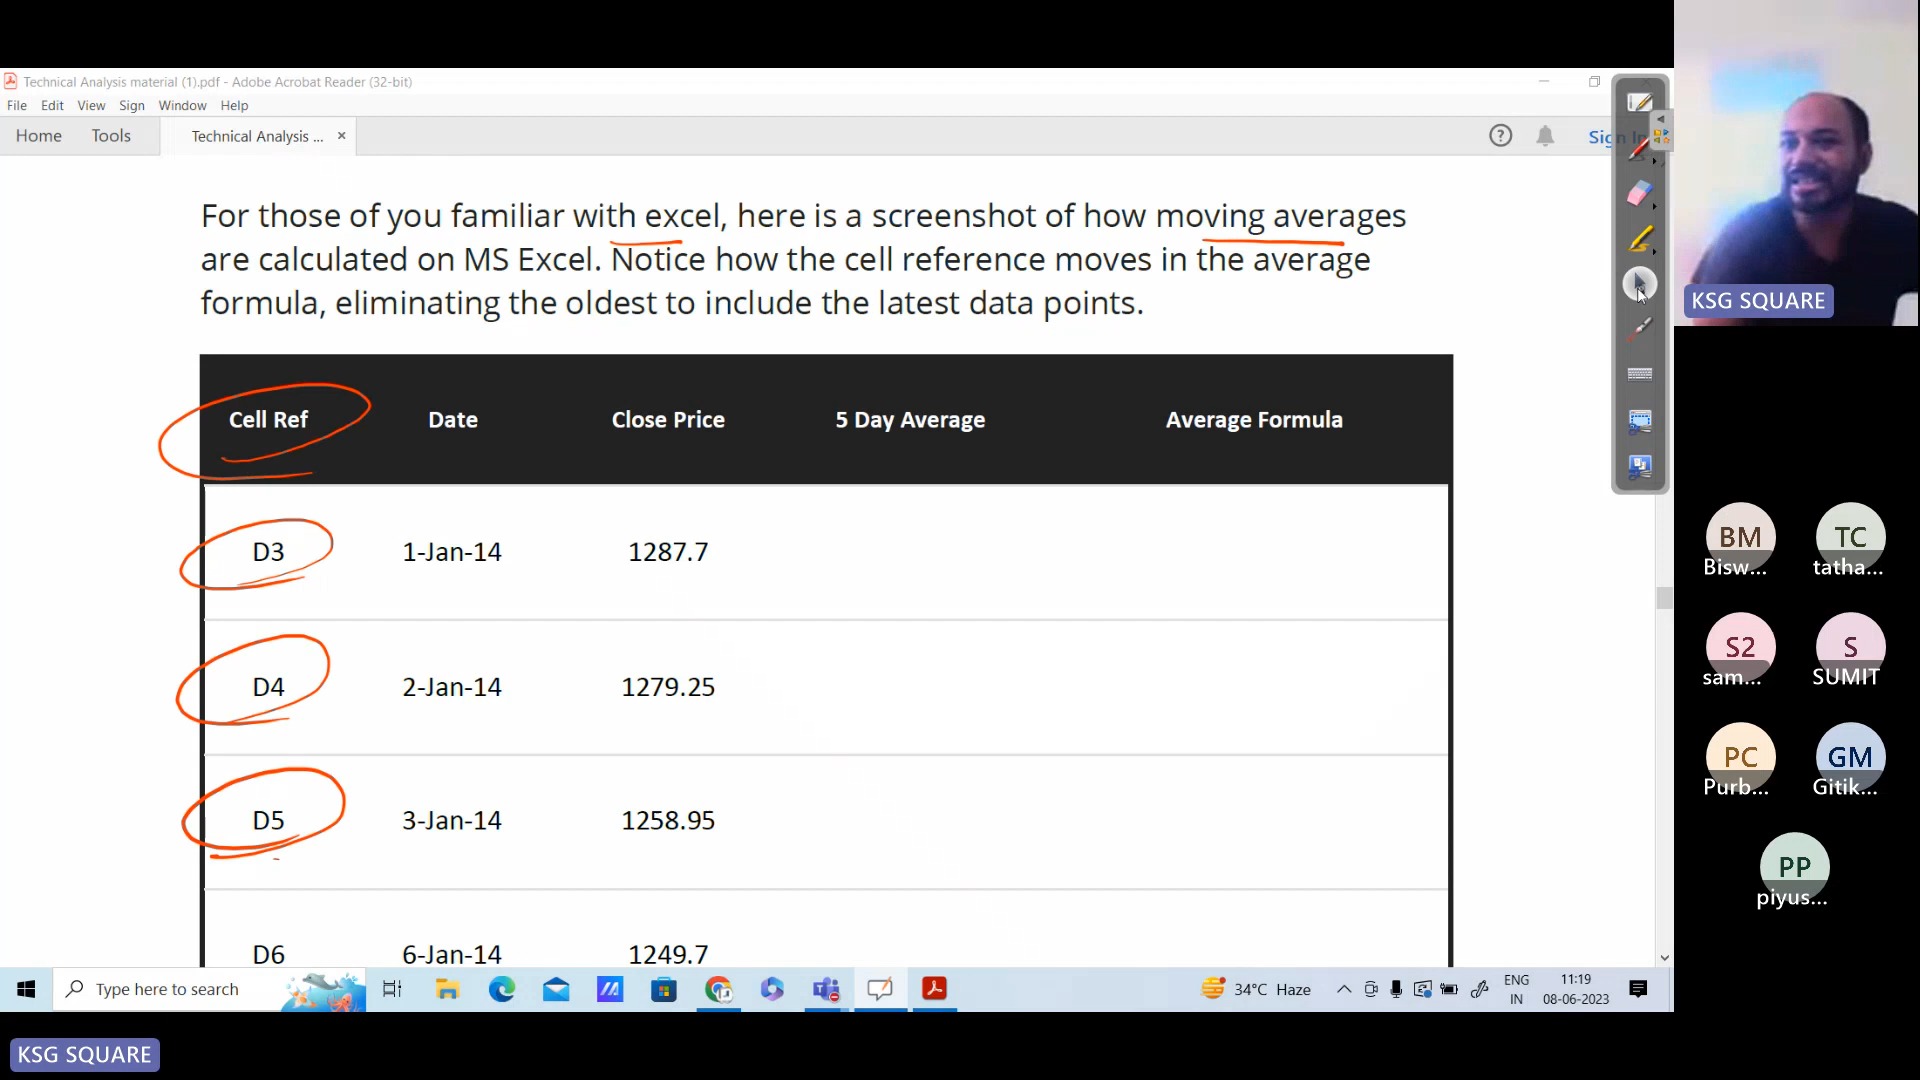 Technical Analysis material (1).pdf - Adobe Acrobat Reader (32-bit)
File Edit View Sign Window Help
Home Tools Technical Analysis ... ×
Sign In
For those of you familiar with excel, here is a screenshot of how moving averages
are calculated on MS Excel. Notice how the cell reference moves in the average
formula, eliminating the oldest to include the latest data points.
Cell Ref Date Close Price 5 Day Average Average Formula
D3 1-Jan-14 1287.7
D4 2-Jan-14 1279.25
D5 3-Jan-14 1258.95
D6 6-Jan-14 1249.7
KSG SQUARE
BM TC
Bisw... tatha...
S2 S
sam... SUMIT
PC GM
Purb... Gitik...
PP
piyus...
Type here to search
34°C Haze
ENG
IN
11:19
08-06-2023
KSG SQUARE